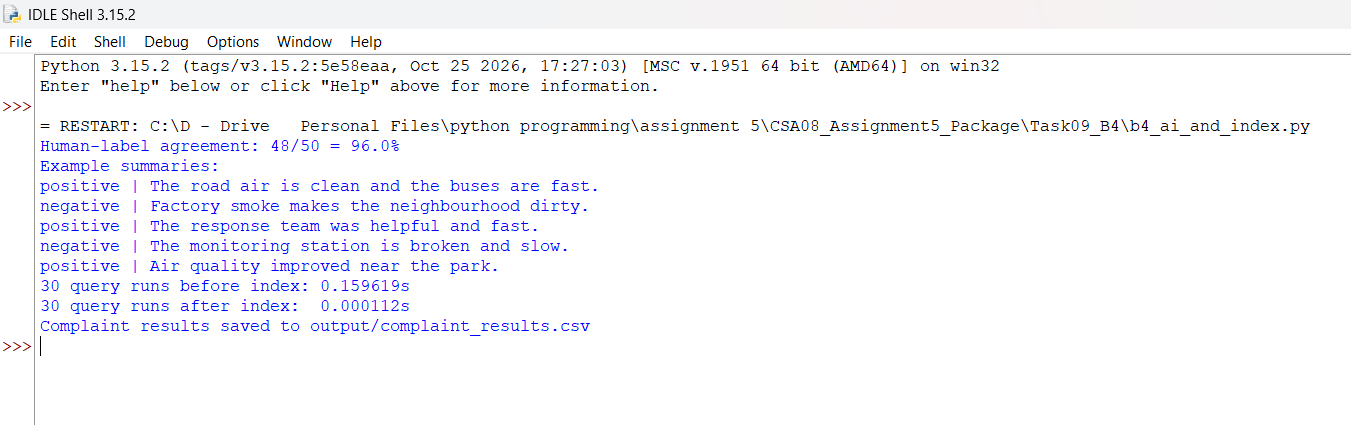 IDLE Shell 3.15.2
File Edit Shell Debug Options Window Help
Python 3.15.2 (tags/v3.15.2:5e58eaa, Oct 25 2026, 17:27:03) [MSC v.1951 64 bit (AMD64)] on win32
Enter "help" below or click "Help" above for more information.
>>>
= RESTART: C:\D - Drive   Personal Files\python programming\assignment 5\CSA08_Assignment5_Package\Task09_B4\b4_ai_and_index.py
Human-label agreement: 48/50 = 96.0%
Example summaries:
positive | The road air is clean and the buses are fast.
negative | Factory smoke makes the neighbourhood dirty.
positive | The response team was helpful and fast.
negative | The monitoring station is broken and slow.
positive | Air quality improved near the park.
30 query runs before index: 0.159619s
30 query runs after index:  0.000112s
Complaint results saved to output/complaint_results.csv
>>>